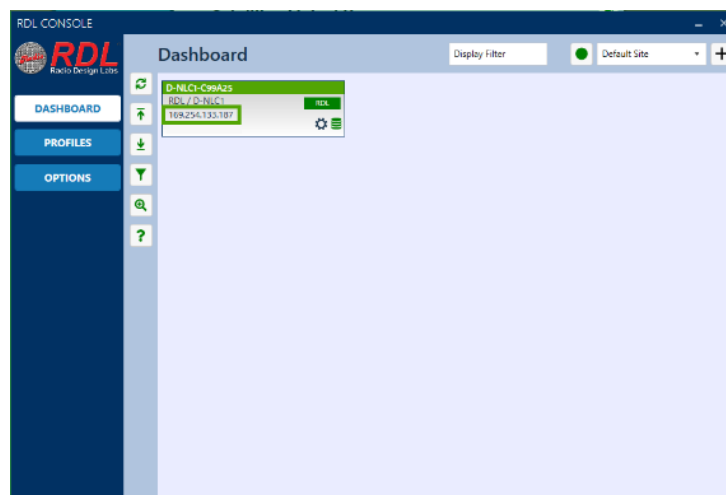 RDL CONSOLE
RDL
Radio Design Labs
Dashboard
Display Filter
Default Site
DASHBOARD
PROFILES
OPTIONS
D-NLC1-C99A25
RDL / D-NLC1
RDL
169.254.133.187